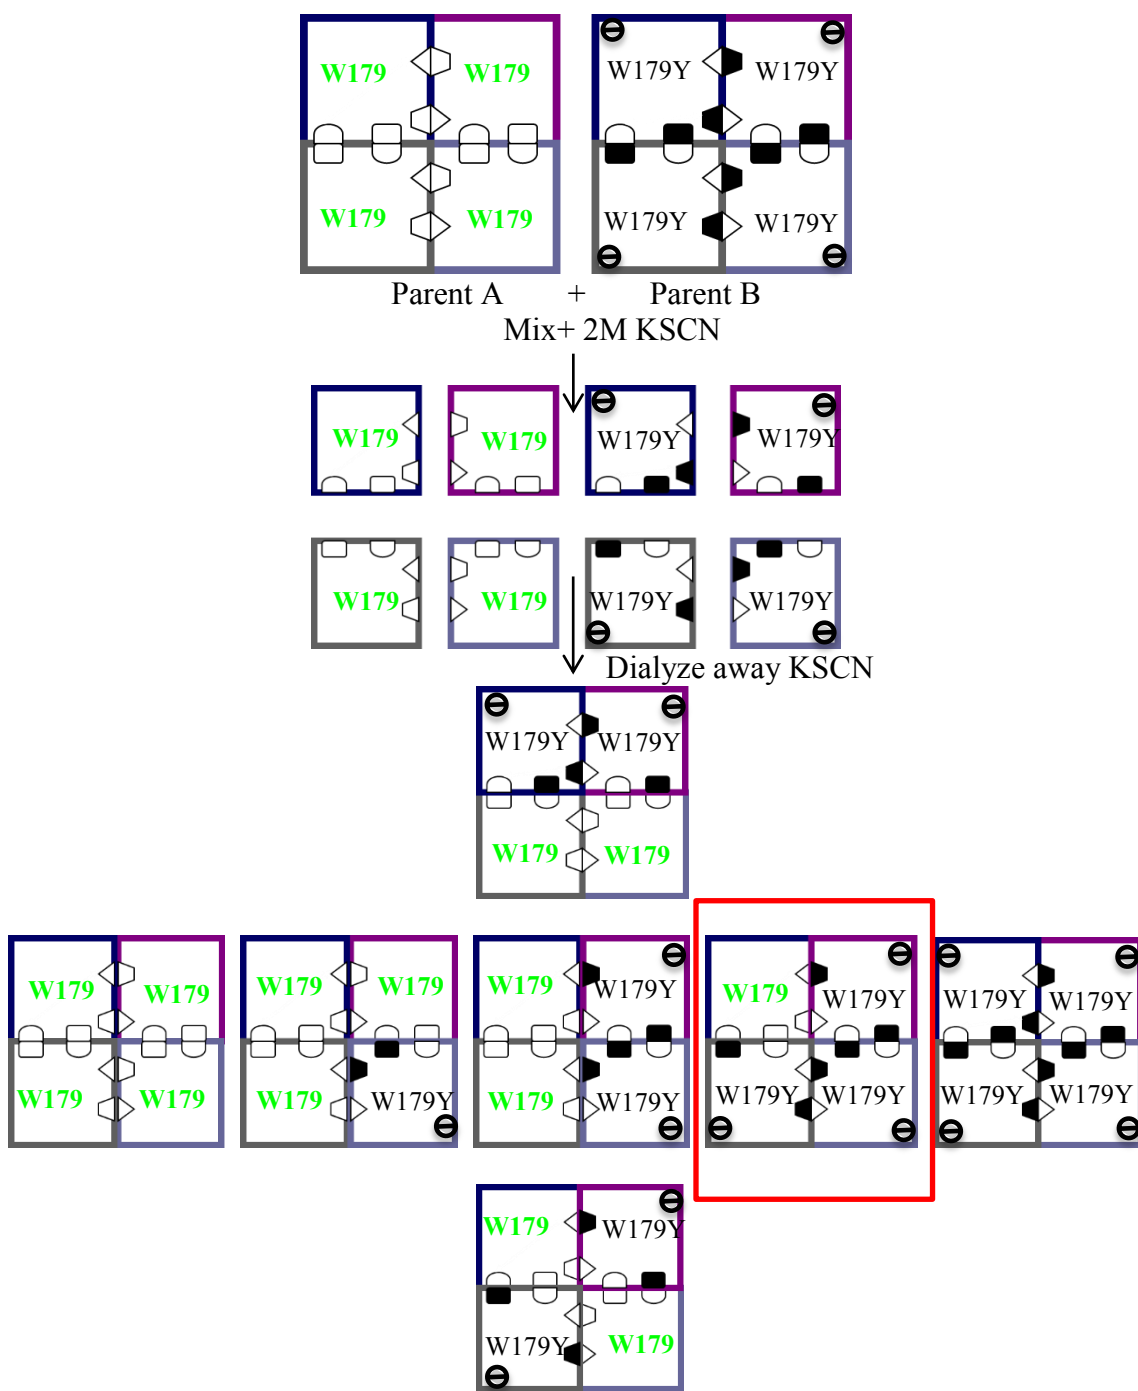 W179 W179 W179Y W179Y
W179 W179 W179Y W179Y
Parent A + Parent B
Mix+ 2M KSCN
W179 W179 W179Y W179Y
W179 W179 W179Y W179Y
Dialyze away KSCN
W179Y W179Y
W179 W179
W179 W179 W179 W179 W179 W179Y W179 W179Y W179Y W179Y
W179 W179 W179 W179Y W179 W179Y W179Y W179Y W179Y W179Y
W179 W179Y
W179Y W179